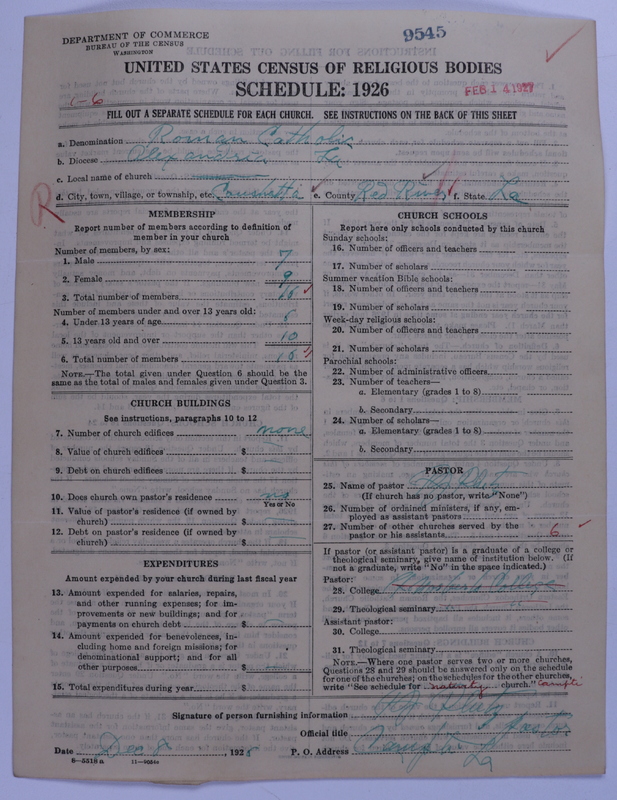 DEPARTMENT OF COMMERCE
BUREAU OF THE CENSUS
WASHINGTON
9545
UNITED STATES CENSUS OF RELIGIOUS BODIES
SCHEDULE: 1926
1-6
FEB 14 1927
FILL OUT A SEPARATE SCHEDULE FOR EACH CHURCH. SEE INSTRUCTIONS ON THE BACK OF THIS SHEET
a. Denomination Roman Catholic
b. Diocese Alexandria La
c. Local name of church
R
d. City, town, village, or township, etc. Coushatta e. County Red River f. State La
MEMBERSHIP
Report number of members according to definition of member in your church
Number of members, by sex:
1. Male 7
2. Female 9
3. Total number of members 16
Number of members under and over 13 years old:
4. Under 13 years of age
5. 13 years old and over 10
6. Total number of members 16
NOTE.—The total given under Question 6 should be the
same as the total of males and females given under Question 3.
CHURCH BUILDINGS
See instructions, paragraphs 10 to 12
7. Number of church edifices none
8. Value of church edifices $
9. Debt on church edifices $
10. Does church own pastor's residence no
Yes or No
11. Value of pastor's residence (if owned by
church) $
12. Debt on pastor's residence (if owned by
church) $
EXPENDITURES
Amount expended by your church during last fiscal year
13. Amount expended for salaries, repairs,
and other running expenses; for im-
provements or new buildings; and for
payments on church debt $
14. Amount expended for benevolences, in-
cluding home and foreign missions; for
denominational support; and for all
other purposes $
15. Total expenditures during year $
CHURCH SCHOOLS
Report here only schools conducted by this church
Sunday schools:
16. Number of officers and teachers
17. Number of scholars
Summer vacation Bible schools:
18. Number of officers and teachers
19. Number of scholars
Week-day religious schools:
20. Number of officers and teachers
21. Number of scholars
Parochial schools:
22. Number of administrative officers
23. Number of teachers—
a. Elementary (grades 1 to 8)
b. Secondary
24. Number of scholars—
a. Elementary (grades 1 to 8)
b. Secondary
PASTOR
25. Name of pastor
(If church has no pastor, write "None")
26. Number of ordained ministers, if any, em-
ployed as assistant pastors
27. Number of other churches served by the
pastor or his assistants 6
If pastor (or assistant pastor) is a graduate of a college or
theological seminary, give name of institution below. (If
not a graduate, write "No" in the space indicated.)
Pastor:
28. College College
29. Theological seminary
Assistant pastor:
30. College
31. Theological seminary
NOTE.—Where one pastor serves two or more churches,
Questions 28 and 29 should be answered only on the schedule
for one of the churches; on the schedules for the other churches,
write "See schedule for nativity church." Campti
Signature of person furnishing information
Official title Pastor
Date Dec 8, 1926 P. O. Address Campti La
8—5518 a 11—9054a